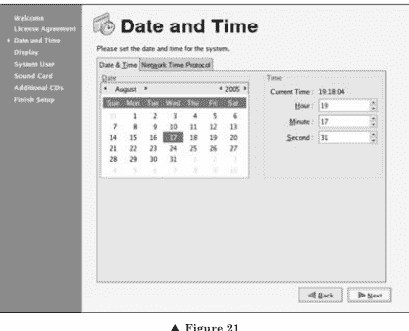 Welcome
License Agreement
Date and Time
Display
System User
Sound Card
Additional CDs
Finish Setup
Date and Time
Please set the date and time for the system.
Date & Time Network Time Protocol
Date
August 2005
Sun Mon Tue Wed Thu Fri Sat
31 1 2 3 4 5 6
7 8 9 10 11 12 13
14 15 16 17 18 19 20
21 22 23 24 25 26 27
28 29 30 31 1 2 3
4 5 6 7 8 9 10
Time
Current Time : 19:18:04
Hour : 19
Minute : 17
Second : 31
Back Next
▲ Figure 21